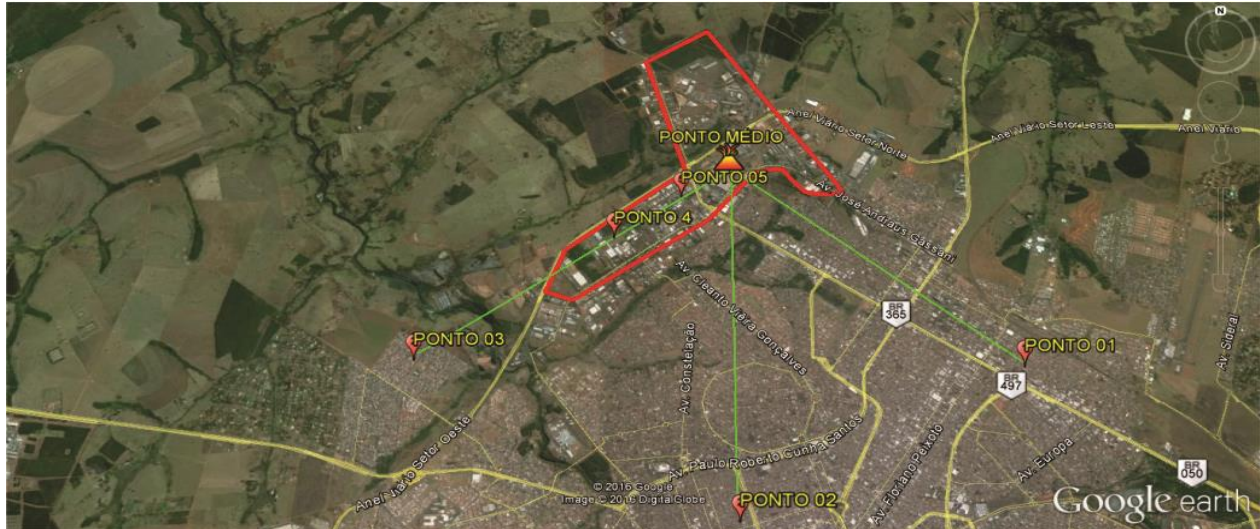 N
Anel Viário Setor Leste
Anel Viário
Anel Viário Setor Norte
PONTO MÉDIO
PONTO 05
Av. José Andraus Gassani
PONTO 4
Av. Cleanto Vieira Gonçalves
BR
365
Av. Constelação
PONTO 03
PONTO 01
Av. Sideral
BR
497
Anel Viário Setor Oeste
Av. Paulo Roberto Cunha Santos
Av. Floriano Peixoto
Av. Europa
BR
050
© 2016 Google
Image © 2016 DigitalGlobe
PONTO 02
Google earth